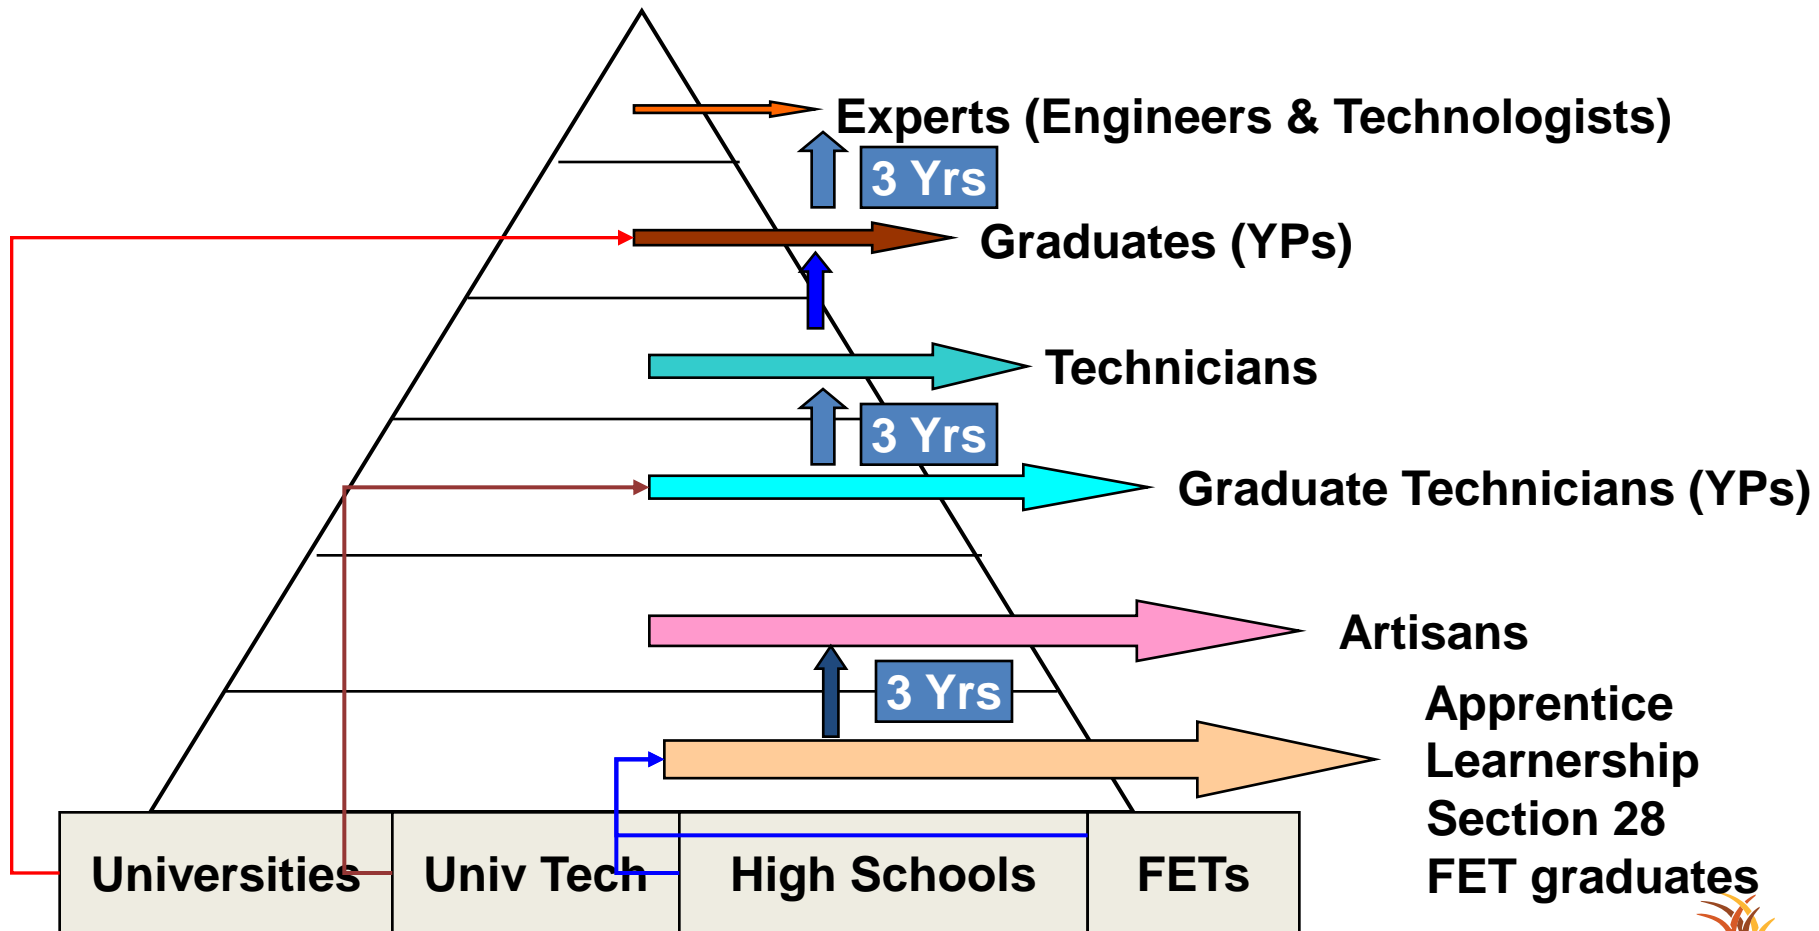 Experts (Engineers & Technologists)
3 Yrs
Graduates (YPs)
Technicians
3 Yrs
Graduate Technicians (YPs)
Artisans
3 Yrs
Apprentice
Learnership
Section 28
FET graduates
Universities
Univ Tech
High Schools
FETs